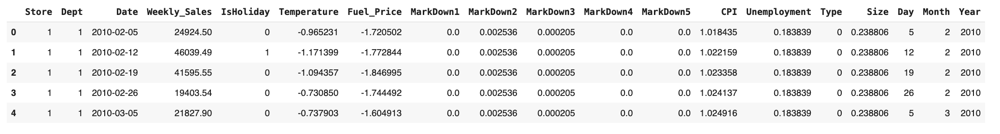 Store Dept Date Weekly_Sales IsHoliday Temperature Fuel_Price MarkDown1 MarkDown2 MarkDown3 MarkDown4 MarkDown5 CPI Unemployment Type Size Day Month Year
0 1 1 2010-02-05 24924.50 0 -0.965231 -1.720502 0.0 0.002536 0.000205 0.0 0.0 1.018435 0.183839 0 0.238806 5 2 2010
1 1 1 2010-02-12 46039.49 1 -1.171399 -1.772844 0.0 0.002536 0.000205 0.0 0.0 1.022159 0.183839 0 0.238806 12 2 2010
2 1 1 2010-02-19 41595.55 0 -1.094357 -1.846995 0.0 0.002536 0.000205 0.0 0.0 1.023358 0.183839 0 0.238806 19 2 2010
3 1 1 2010-02-26 19403.54 0 -0.730850 -1.744492 0.0 0.002536 0.000205 0.0 0.0 1.024137 0.183839 0 0.238806 26 2 2010
4 1 1 2010-03-05 21827.90 0 -0.737903 -1.604913 0.0 0.002536 0.000205 0.0 0.0 1.024916 0.183839 0 0.238806 5 3 2010